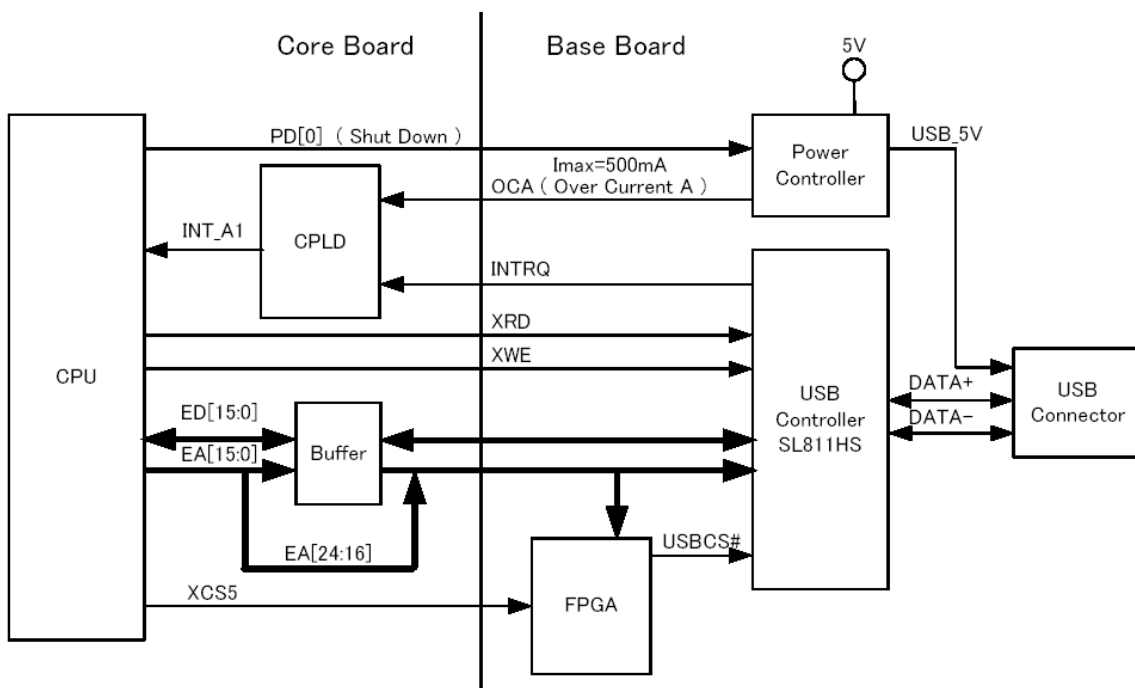 Core Board
Base Board
5V
PD[0] ( Shut Down )
USB_5V
Power
Controller
Imax=500mA
OCA ( Over Current A )
INT_A1
CPLD
INTRQ
XRD
XWE
CPU
USB
Controller
SL811HS
DATA+
DATA-
USB
Connector
ED[15:0]
EA[15:0]
Buffer
EA[24:16]
USBCS#
XCS5
FPGA